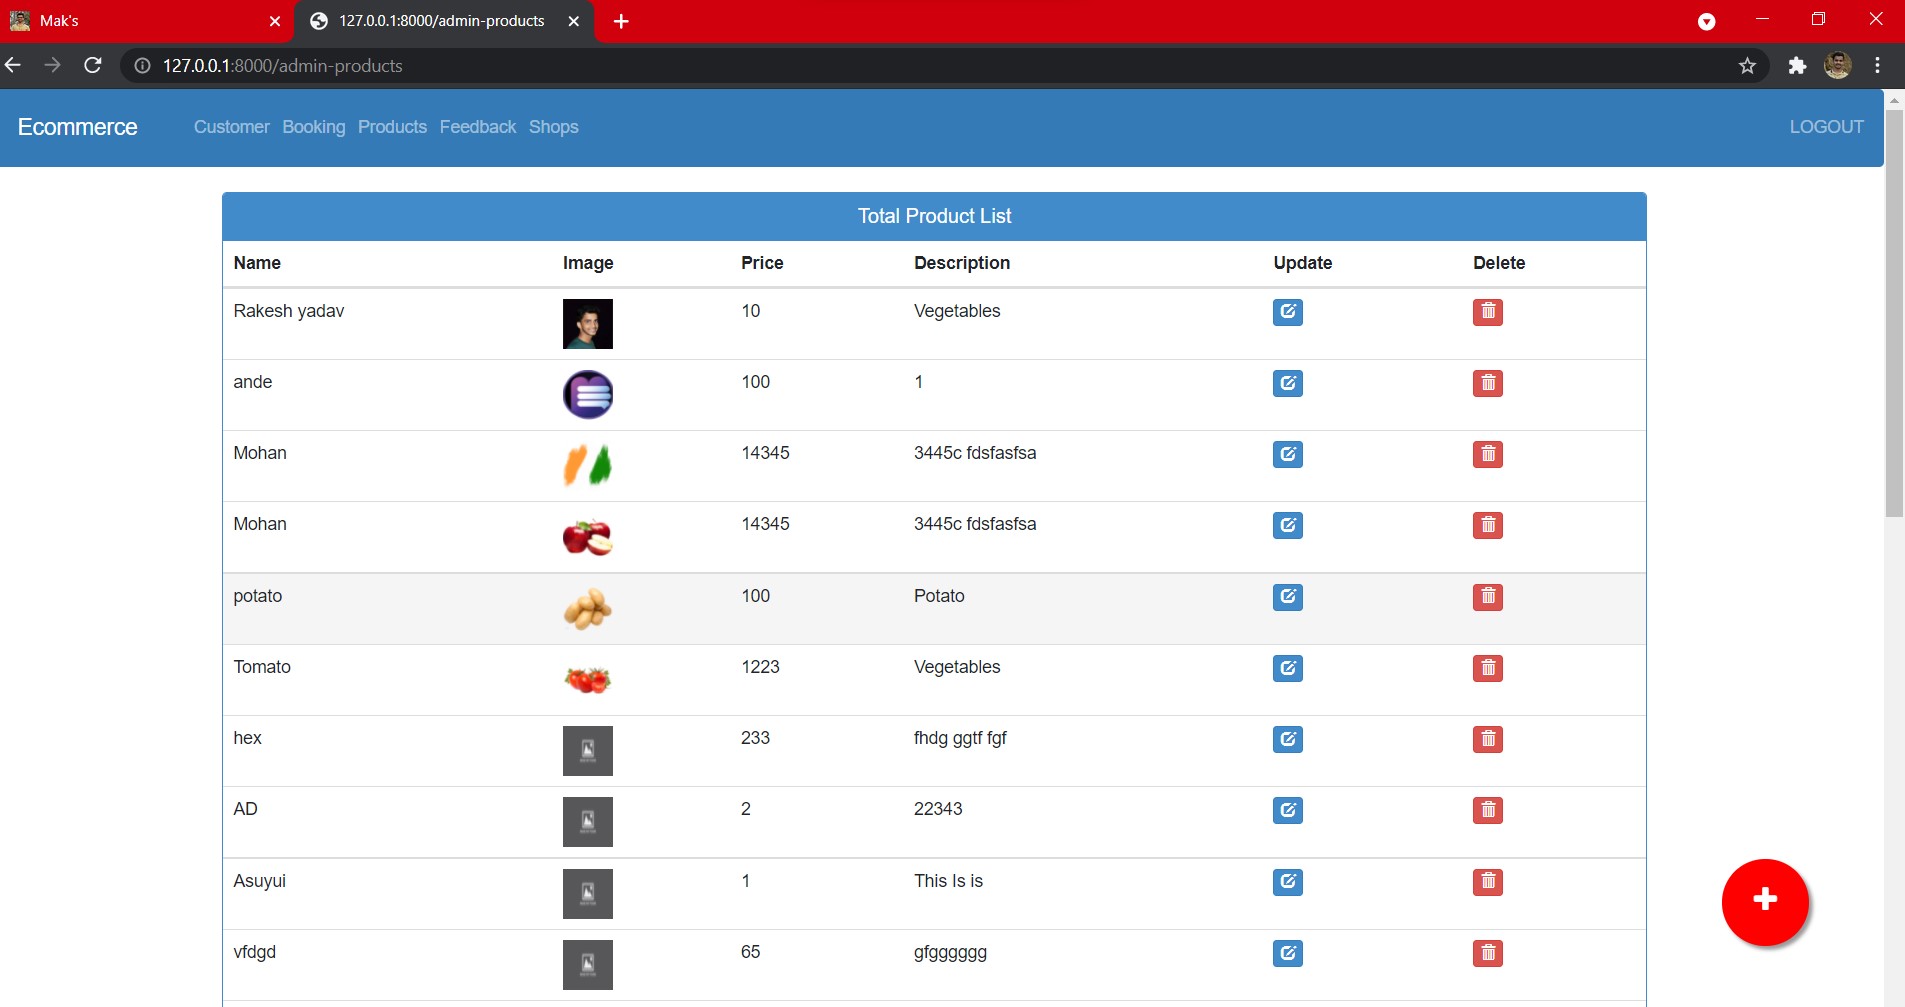 Mak's
127.0.0.1:8000/admin-products
127.0.0.1:8000/admin-products
Ecommerce Customer Booking Products Feedback Shops LOGOUT
Total Product List
Name Image Price Description Update Delete
Rakesh yadav 10 Vegetables
ande 100 1
Mohan 14345 3445c fdsfasfsa
Mohan 14345 3445c fdsfasfsa
potato 100 Potato
Tomato 1223 Vegetables
hex 233 fhdg ggtf fgf
AD 2 22343
Asuyui 1 This Is is
vfdgd 65 gfgggggg